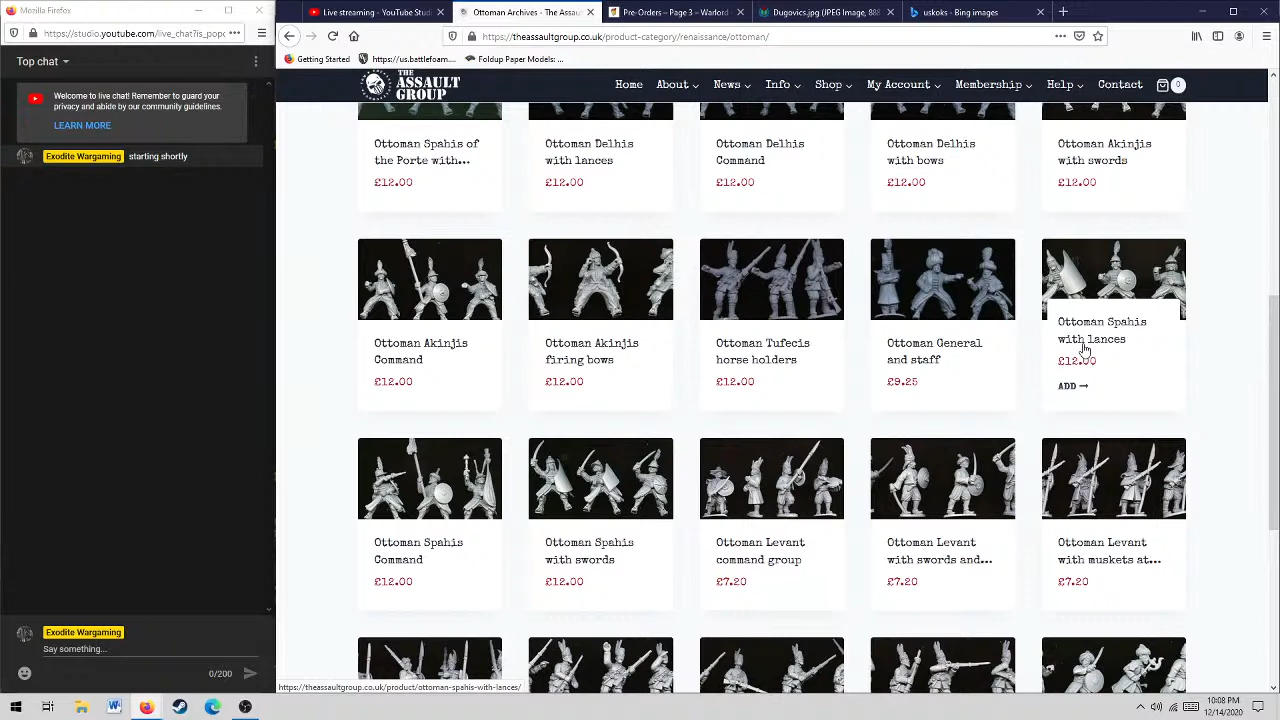 Mozilla Firefox
https://studio.youtube.com/live_chat?is_pop
Top chat
Welcome to live chat! Remember to guard your
privacy and abide by our community guidelines.
LEARN MORE
Exodite Wargaming starting shortly
Exodite Wargaming
Say something...
0/200
Live streaming - YouTube Studi
Ottoman Archives - The Assau
Pre-Orders – Page 3 – Warlord
Dugovics.jpg (JPEG Image, 888
uskoks - Bing images
https://theassaultgroup.co.uk/product-category/renaissance/ottoman/
Getting Started
https://us.battlefoam...
Foldup Paper Models: ...
THE
ASSAULT
GROUP
Home
About
News
Info
Shop
My Account
Membership
Help
Contact
0
Ottoman Spahis of
the Porte with...
£12.00
Ottoman Delhis
with lances
£12.00
Ottoman Delhis
Command
£12.00
Ottoman Delhis
with bows
£12.00
Ottoman Akinjis
with swords
£12.00
Ottoman Akinjis
Command
£12.00
Ottoman Akinjis
firing bows
£12.00
Ottoman Tufecis
horse holders
£12.00
Ottoman General
and staff
£9.25
Ottoman Spahis
with lances
£12.00
ADD
Ottoman Spahis
Command
£12.00
Ottoman Spahis
with swords
£12.00
Ottoman Levant
command group
£7.20
Ottoman Levant
with swords and...
£7.20
Ottoman Levant
with muskets at...
£7.20
https://theassaultgroup.co.uk/product/ottoman-spahis-with-lances/
10:08 PM
12/14/2020